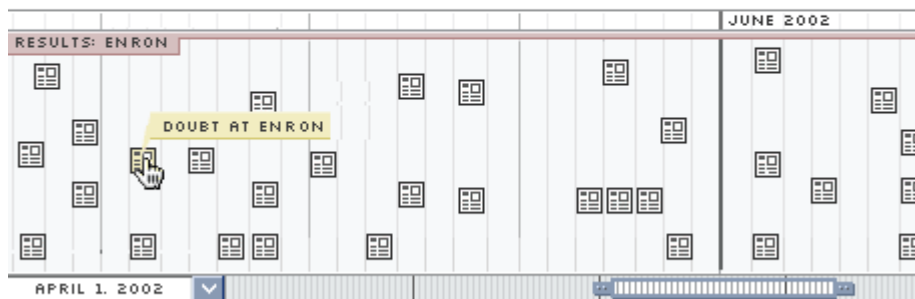 JUNE 2002
RESULTS: ENRON
DOUBT AT ENRON
APRIL 1. 2002